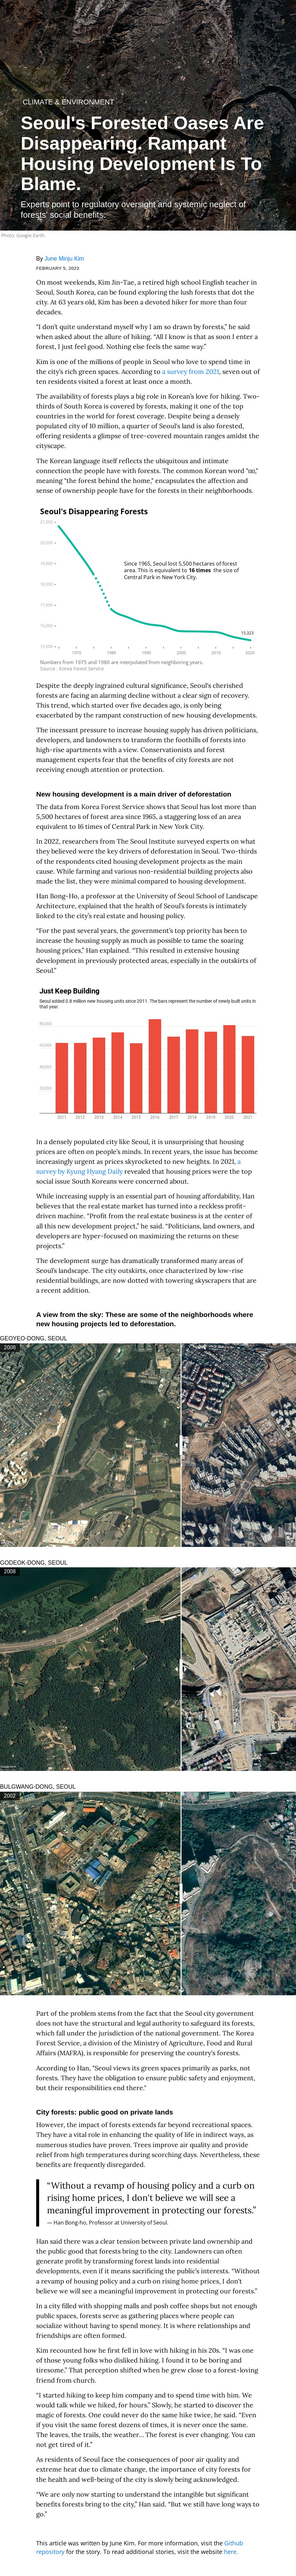 CLIMATE & ENVIRONMENT
Seoul's Forested Oases Are
Disappearing. Rampant
Housing Development Is To
Blame.
Experts point to regulatory oversight and systemic neglect of
forests' social benefits.
Photo: Google Earth
By June Minju Kim
FEBRUARY 5, 2023
On most weekends, Kim Jin-Tae, a retired high school English teacher in
Seoul, South Korea, can be found exploring the lush forests that dot the
city. At 63 years old, Kim has been a devoted hiker for more than four
decades.
"I don't quite understand myself why I am so drawn by forests," he said
when asked about the allure of hiking. "All I know is that as soon I enter a
forest, I just feel good. Nothing else feels the same way."
Kim is one of the millions of people in Seoul who love to spend time in
the city's rich green spaces. According to a survey from 2021, seven out of
ten residents visited a forest at least once a month.
The availability of forests plays a big role in Korean's love for hiking. Two-
thirds of South Korea is covered by forests, making it one of the top
countries in the world for forest coverage. Despite being a densely
populated city of 10 million, a quarter of Seoul's land is also forested,
offering residents a glimpse of tree-covered mountain ranges amidst the
cityscape.
The Korean language itself reflects the ubiquitous and intimate
connection the people have with forests. The common Korean word
meaning "the forest behind the home," encapsulates the affection and
sense of ownership people have for the forests in their neighborhoods.
Seoul's Disappearing Forests
21,000
20,000
19,000
18,000
17,000
16,000
15,000
Since 1965, Seoul lost 5,500 hectares of forest
area. This is equivalent to 16 times the size of
Central Park in New York City.
15,323
1970 1980 1990 2000 2010 2020
Numbers from 1975 and 1980 are interpolated from neighboring years.
Source : Korea Forest Service
Despite the deeply ingrained cultural significance, Seoul's cherished
forests are facing an alarming decline without a clear sign of recovery.
This trend, which started over five decades ago, is only being
exacerbated by the rampant construction of new housing developments.
The incessant pressure to increase housing supply has driven politicians,
developers, and landowners to transform the foothills of forests into
high-rise apartments with a view. Conservationists and forest
management experts fear that the benefits of city forests are not
receiving enough attention or protection.
New housing development is a main driver of deforestation
The data from Korea Forest Service shows that Seoul has lost more than
5,500 hectares of forest area since 1965, a staggering loss of an area
equivalent to 16 times of Central Park in New York City.
In 2022, researchers from The Seoul Institute surveyed experts on what
they believed were the key drivers of deforestation in Seoul. Two-thirds
of the respondents cited housing development projects as the main
cause. While farming and various non-residential building projects also
made the list, they were minimal compared to housing development.
Han Bong-Ho, a professor at the University of Seoul School of Landscape
Architecture, explained that the health of Seoul's forests is intimately
linked to the city's real estate and housing policy.
"For the past several years, the government's top priority has been to
increase the housing supply as much as possible to tame the soaring
housing prices," Han explained. "This resulted in extensive housing
development in previously protected areas, especially in the outskirts of
Seoul."
Just Keep Building
Seoul added 0.8 million new housing units since 2011. The bars represent the number of newly built units in
that year.
80,000
60,000
40,000
20,000
2011 2012 2013 2014 2015 2016 2017 2018 2019 2020 2021
In a densely populated city like Seoul, it is unsurprising that housing
prices are often on people's minds. In recent years, the issue has become
increasingly urgent as prices skyrocketed to new heights. In 2021, a
survey by Kyung Hyang Daily revealed that housing prices were the top
social issue South Koreans were concerned about.
While increasing supply is an essential part of housing affordability, Han
believes that the real estate market has turned into a reckless profit-
driven machine. "Profit from the real estate business is at the center of
all this new development project," he said. "Politicians, land owners, and
developers are hyper-focused on maximizing the returns on these
projects."
The development surge has dramatically transformed many areas of
Seoul's landscape. The city outskirts, once characterized by low-rise
residential buildings, are now dotted with towering skyscrapers that are
a recent addition.
A view from the sky: These are some of the neighborhoods where
new housing projects led to deforestation.
GEOYEO-DONG, SEOUL
2008
GODEOK-DONG, SEOUL
2008
BULGWANG-DONG, SEOUL
2002
Part of the problem stems from the fact that the Seoul city government
does not have the structural and legal authority to safeguard its forests,
which fall under the jurisdiction of the national government. The Korea
Forest Service, a division of the Ministry of Agriculture, Food and Rural
Affairs (MAFRA), is responsible for preserving the country's forests.
According to Han, "Seoul views its green spaces primarily as parks, not
forests. They have the obligation to ensure public safety and enjoyment,
but their responsibilities end there."
City forests: public good on private lands
However, the impact of forests extends far beyond recreational spaces.
They have a vital role in enhancing the quality of life in indirect ways, as
numerous studies have proven. Trees improve air quality and provide
relief from high temperatures during scorching days. Nevertheless, these
benefits are frequently disregarded.
"Without a revamp of housing policy and a curb on
rising home prices, I don't believe we will see a
meaningful improvement in protecting our forests."
— Han Bong-ho, Professor at University of Seoul.
Han said there was a clear tension between private land ownership and
the public good that forests bring to the city. Landowners can often
generate profit by transforming forest lands into residential
developments, even if it means sacrificing the public's interests. "Without
a revamp of housing policy and a curb on rising home prices, I don't
believe we will see a meaningful improvement in protecting our forests."
In a city filled with shopping malls and posh coffee shops but not enough
public spaces, forests serve as gathering places where people can
socialize without having to spend money. It is where relationships and
friendships are often formed.
Kim recounted how he first fell in love with hiking in his 20s. "I was one
of those young folks who disliked hiking. I found it to be boring and
tiresome." That perception shifted when he grew close to a forest-loving
friend from church.
"I started hiking to keep him company and to spend time with him. We
would talk while we hiked, for hours." Slowly, he started to discover the
magic of forests. One could never do the same hike twice, he said. "Even
if you visit the same forest dozens of times, it is never once the same.
The leaves, the trails, the weather... The forest is ever changing. You can
not get tired of it."
As residents of Seoul face the consequences of poor air quality and
extreme heat due to climate change, the importance of city forests for
the health and well-being of the city is slowly being acknowledged.
"We are only now starting to understand the intangible but significant
benefits forests bring to the city," Han said. "But we still have long ways to
go."
This article was written by June Kim. For more information, visit the Github
repository for the story. To read additional stories, visit the website here.